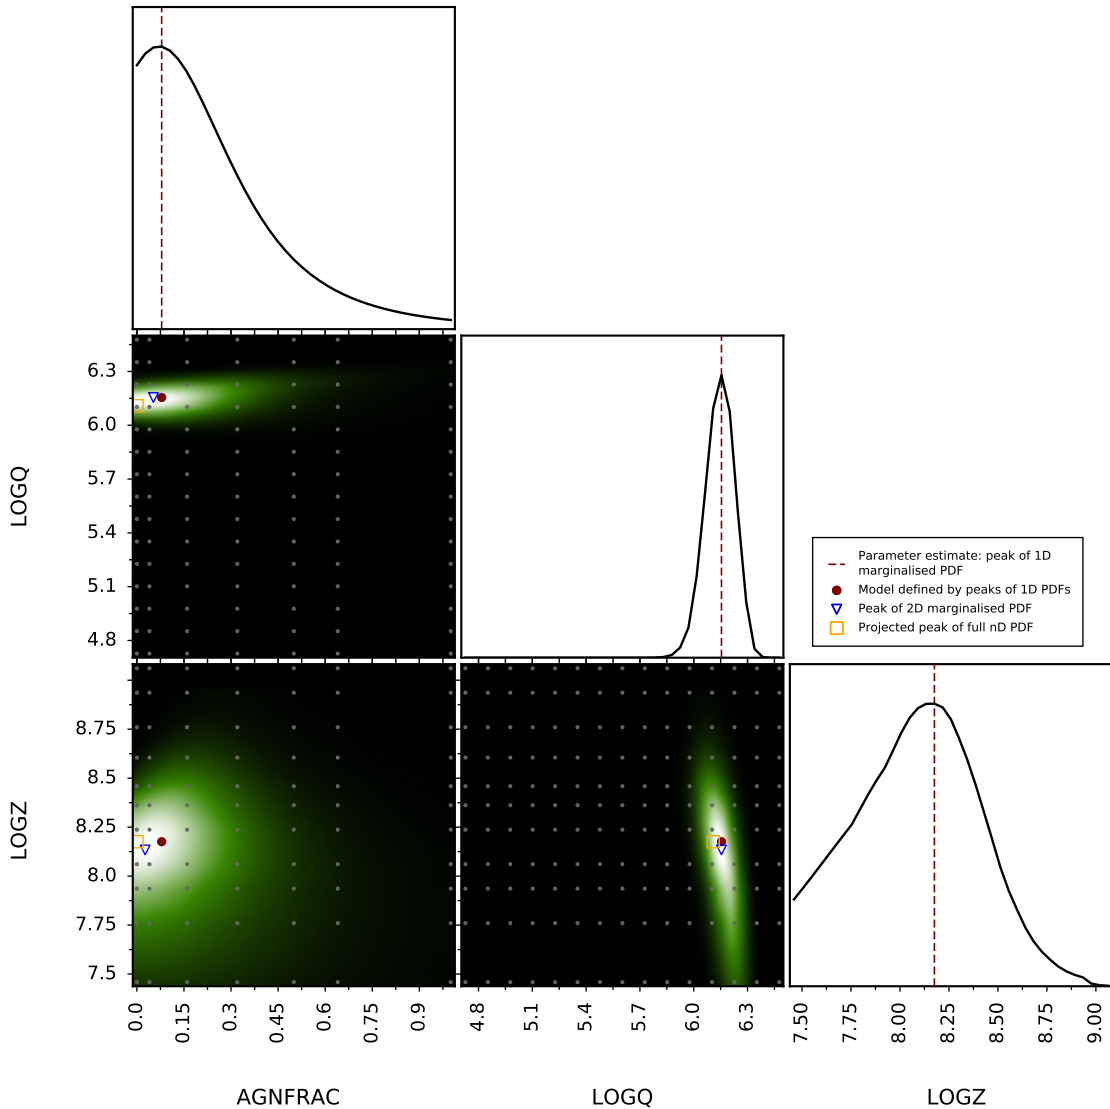 6.3
6.0
5.7
5.4
5.1
4.8
LOGQ
Parameter estimate: peak of 1D
marginalised PDF
Model defined by peaks of 1D PDFs
Peak of 2D marginalised PDF
Projected peak of full nD PDF
8.75
8.5
8.25
8.0
7.75
7.5
LOGZ
0.0 0.15 0.3 0.45 0.6 0.75 0.9
4.8 5.1 5.4 5.7 6.0 6.3
7.50 7.75 8.00 8.25 8.50 8.75 9.00
AGNFRAC LOGQ LOGZ